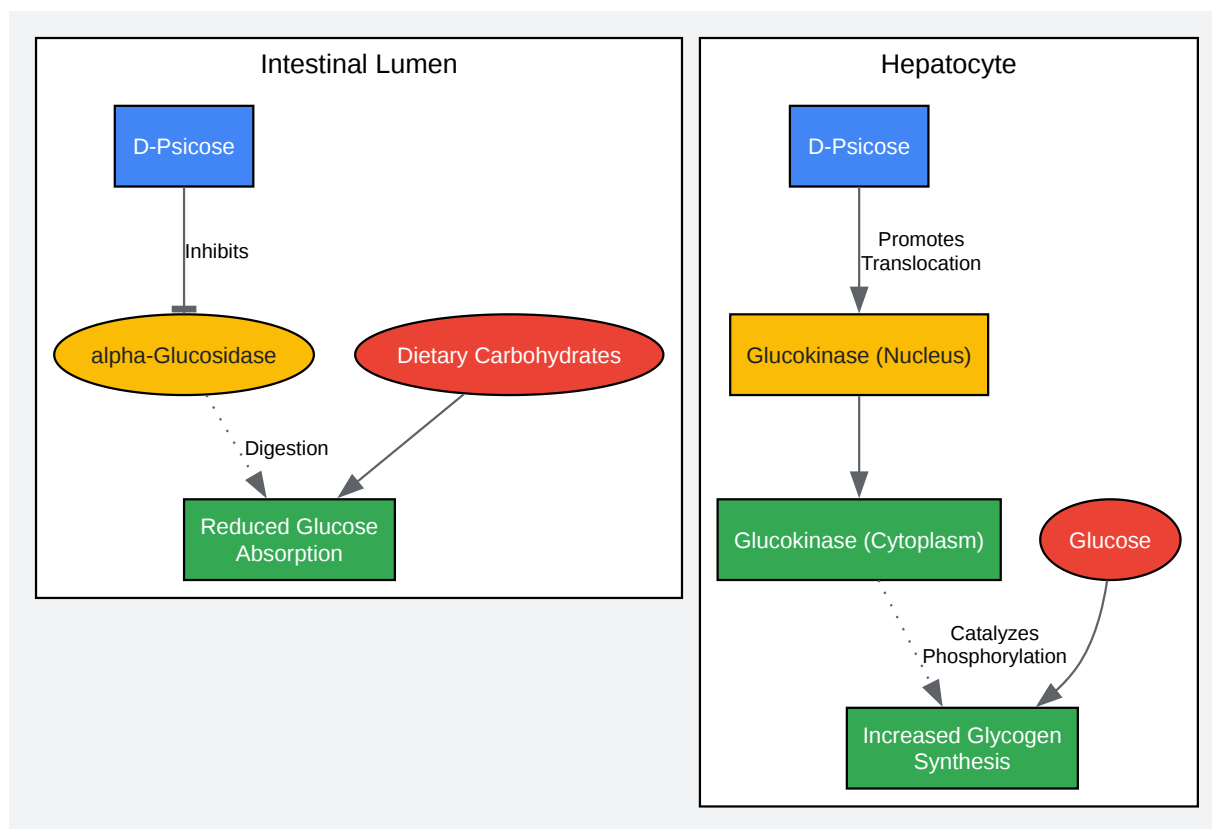 Intestinal Lumen
D-Psicose
Inhibits
alpha-Glucosidase
Dietary Carbohydrates
Digestion
Reduced Glucose
Absorption
Hepatocyte
D-Psicose
Promotes
Translocation
Glucokinase (Nucleus)
Glucokinase (Cytoplasm)
Glucose
Catalyzes
Phosphorylation
Increased Glycogen
Synthesis